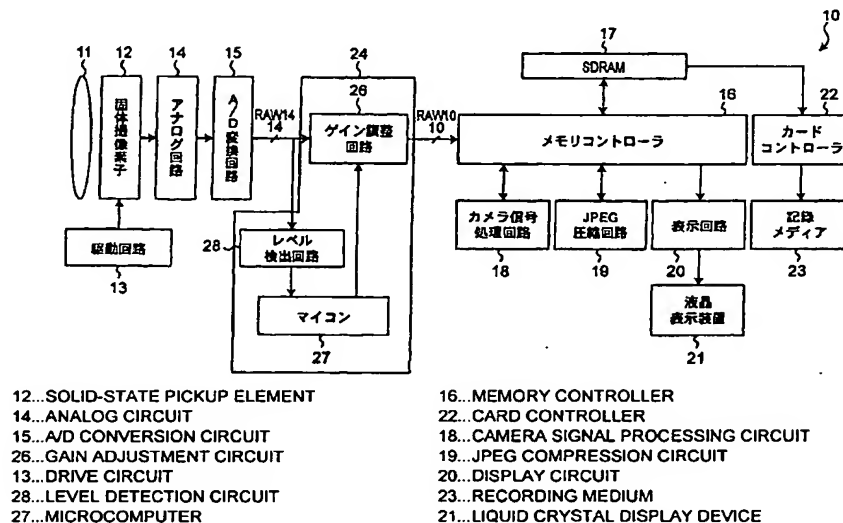 10
11
12
14
15
24
17
SDRAM
26
16
22
固体撮像素子
アナログ回路
A/D変換回路
RAW14
14
ゲイン調整
回路
RAW10
10
メモリコントローラ
カード
コントローラ
駆動回路
13
28
レベル
検出回路
カメラ信号
処理回路
18
JPEG
圧縮回路
19
表示回路
20
記録
メディア
23
マイコン
27
液晶
表示装置
21
12...SOLID-STATE PICKUP ELEMENT
14...ANALOG CIRCUIT
15...A/D CONVERSION CIRCUIT
26...GAIN ADJUSTMENT CIRCUIT
13...DRIVE CIRCUIT
28...LEVEL DETECTION CIRCUIT
27...MICROCOMPUTER
16...MEMORY CONTROLLER
22...CARD CONTROLLER
18...CAMERA SIGNAL PROCESSING CIRCUIT
19...JPEG COMPRESSION CIRCUIT
20...DISPLAY CIRCUIT
23...RECORDING MEDIUM
21...LIQUID CRYSTAL DISPLAY DEVICE